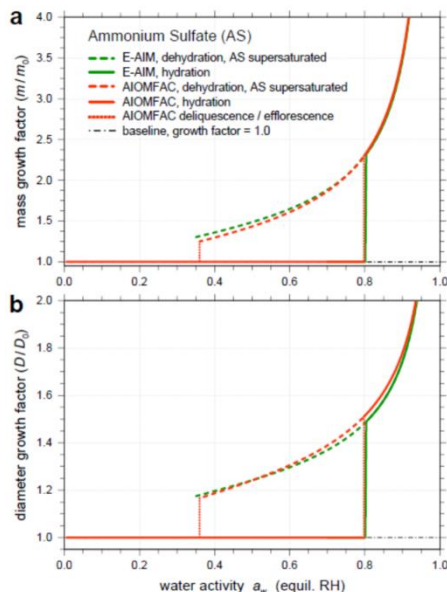 a
Ammonium Sulfate (AS)
E-AIM, dehydration, AS supersaturated
E-AIM, hydration
AIOMFAC, dehydration, AS supersaturated
AIOMFAC, hydration
AIOMFAC deliquescence / efflorescence
baseline, growth factor = 1.0
mass growth factor (m/m₀)
4.0
3.5
3.0
2.5
2.0
1.5
1.0
0.0 0.2 0.4 0.6 0.8 1.0
b
diameter growth factor (D/D₀)
2.0
1.8
1.6
1.4
1.2
1.0
0.0 0.2 0.4 0.6 0.8 1.0
water activity a (equil. RH)